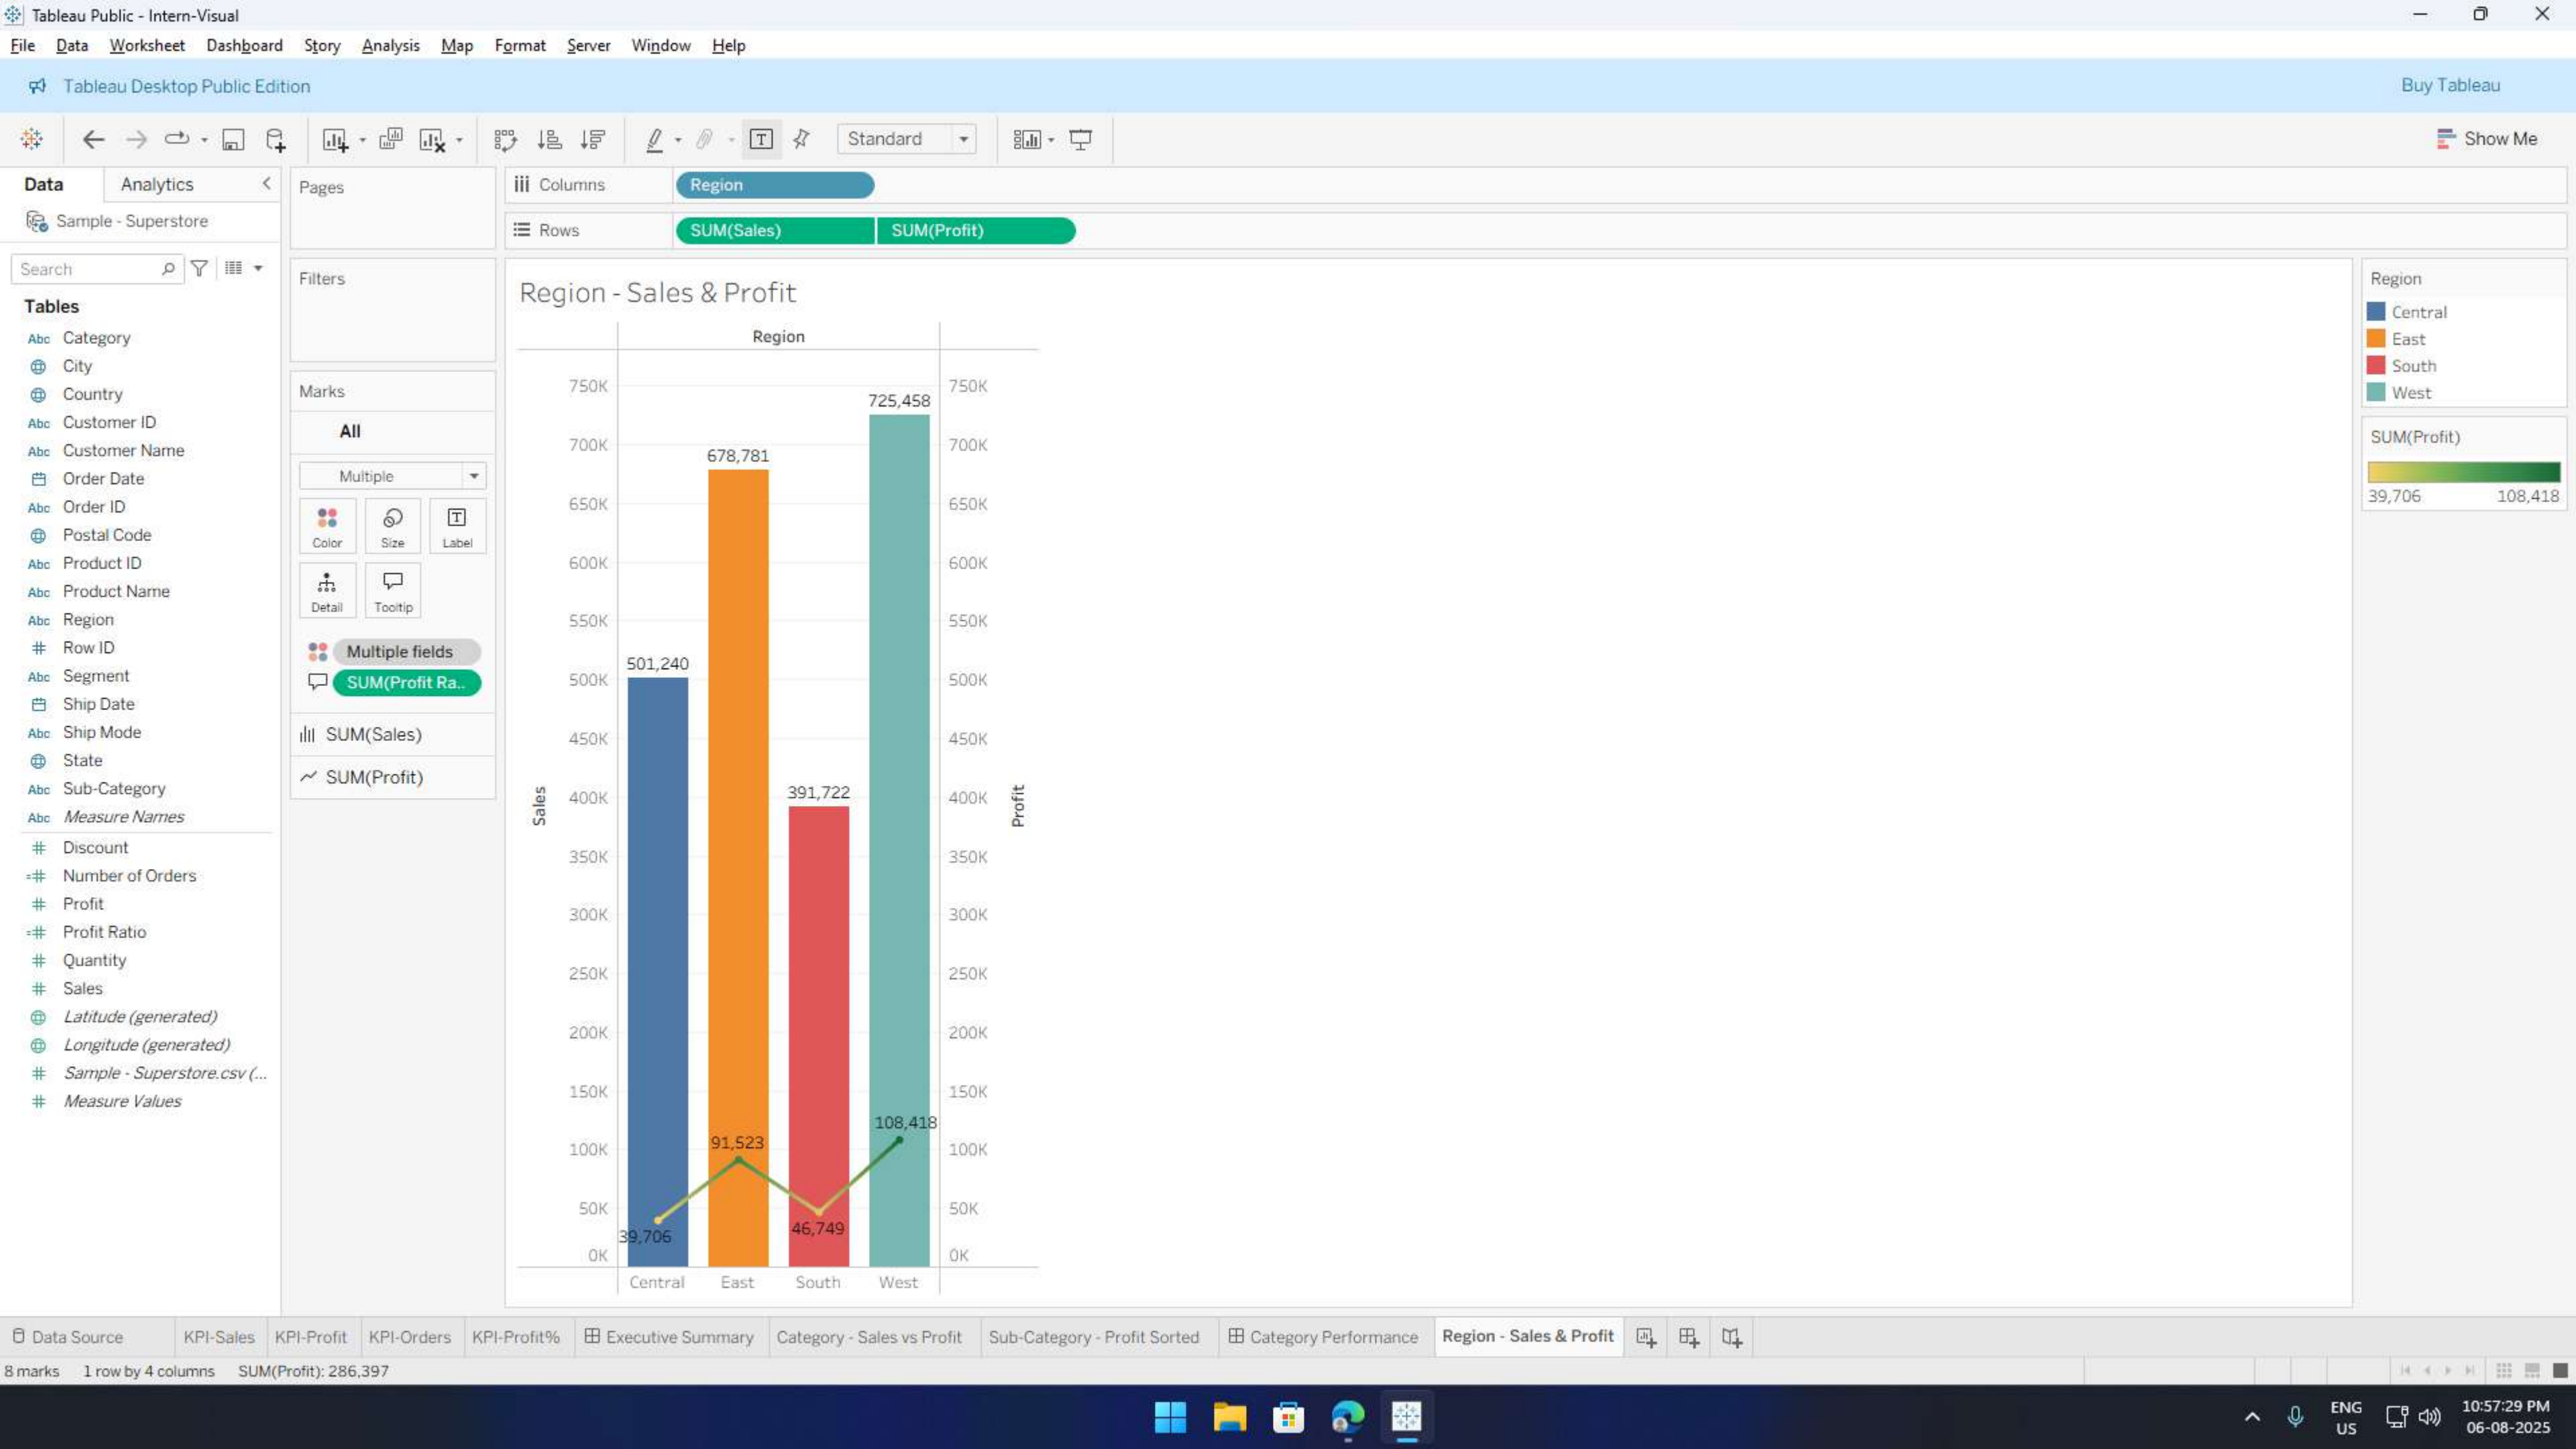 Tableau Public - Intern-Visual
File Data Worksheet Dashboard Story Analysis Map Format Server Window Help
Tableau Desktop Public Edition
Buy Tableau
Standard
Show Me
Data
Analytics
Sample - Superstore
Search
Tables
Abc Category
City
Country
Abc Customer ID
Abc Customer Name
Order Date
Abc Order ID
Postal Code
Abc Product ID
Abc Product Name
Abc Region
# Row ID
Abc Segment
Ship Date
Abc Ship Mode
State
Abc Sub-Category
Abc Measure Names
# Discount
=# Number of Orders
# Profit
=# Profit Ratio
# Quantity
# Sales
Latitude (generated)
Longitude (generated)
# Sample - Superstore.csv (...
# Measure Values
Pages
Filters
Marks
All
Multiple
Color Size Label
Detail Tooltip
Multiple fields
SUM(Profit Ra..
SUM(Sales)
SUM(Profit)
Columns Region
Rows SUM(Sales) SUM(Profit)
Region - Sales & Profit
Region
750K 750K
725,458
700K 700K
678,781
650K 650K
600K 600K
550K 550K
501,240
500K 500K
450K 450K
Sales
400K 400K
Profit
391,722
350K 350K
300K 300K
250K 250K
200K 200K
150K 150K
108,418
91,523
100K 100K
50K 50K
39,706
46,749
0K 0K
Central East South West
Region
Central
East
South
West
SUM(Profit)
39,706 108,418
Data Source KPI-Sales KPI-Profit KPI-Orders KPI-Profit% Executive Summary Category - Sales vs Profit Sub-Category - Profit Sorted Category Performance Region - Sales & Profit
8 marks 1 row by 4 columns SUM(Profit): 286,397
ENG
US
10:57:29 PM
06-08-2025